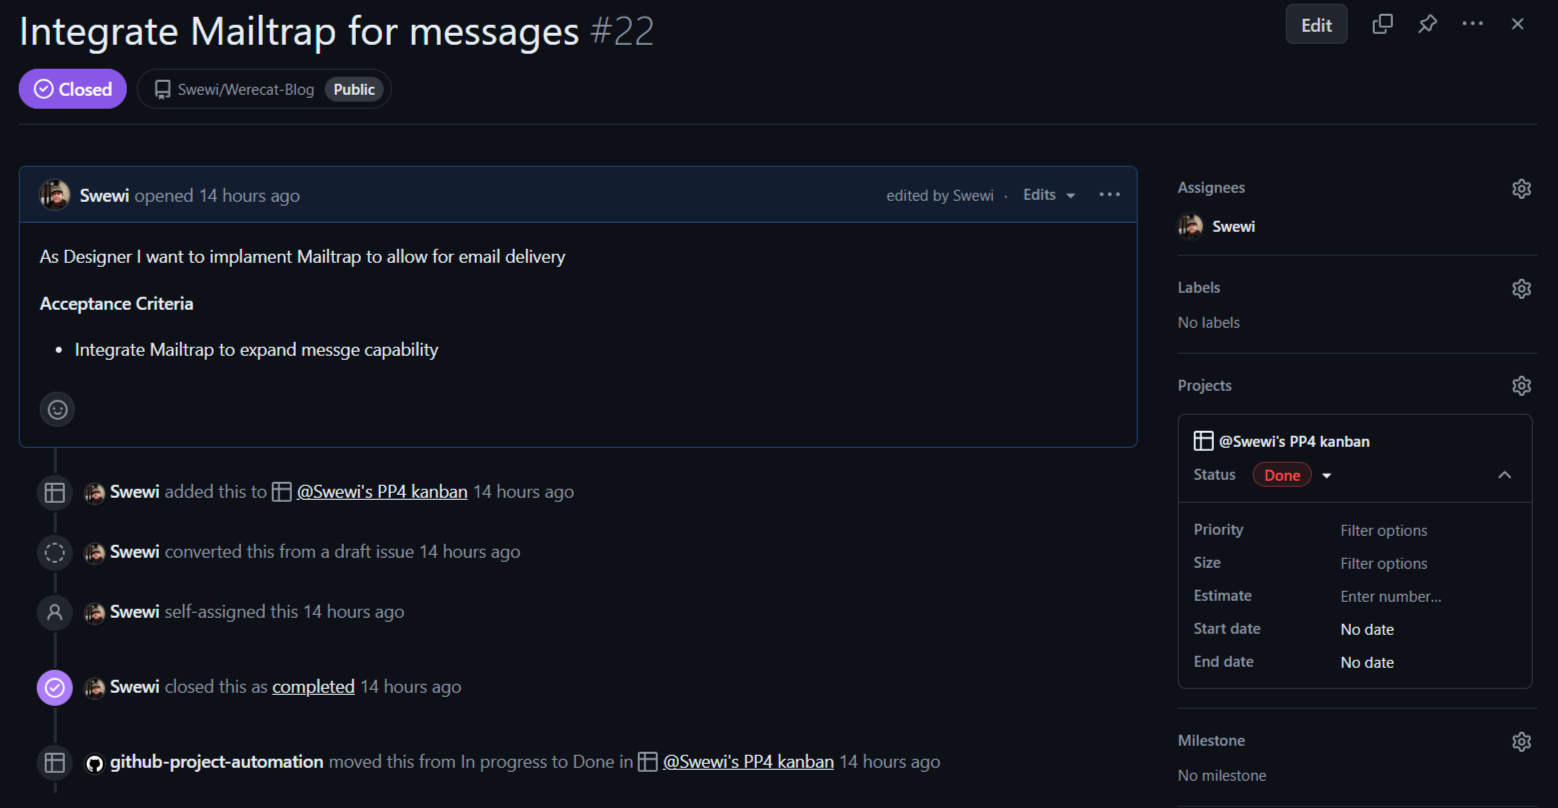 Integrate Mailtrap for messages #22
Edit
Closed
Swewi/Werecat-Blog Public
Swewi opened 14 hours ago
edited by Swewi · Edits
As Designer I want to implament Mailtrap to allow for email delivery
Acceptance Criteria
• Integrate Mailtrap to expand messge capability
Swewi added this to @Swewi's PP4 kanban 14 hours ago
Swewi converted this from a draft issue 14 hours ago
Swewi self-assigned this 14 hours ago
Swewi closed this as completed 14 hours ago
github-project-automation moved this from In progress to Done in @Swewi's PP4 kanban 14 hours ago
Assignees
Swewi
Labels
No labels
Projects
@Swewi's PP4 kanban
Status Done
Priority Filter options
Size Filter options
Estimate Enter number...
Start date No date
End date No date
Milestone
No milestone